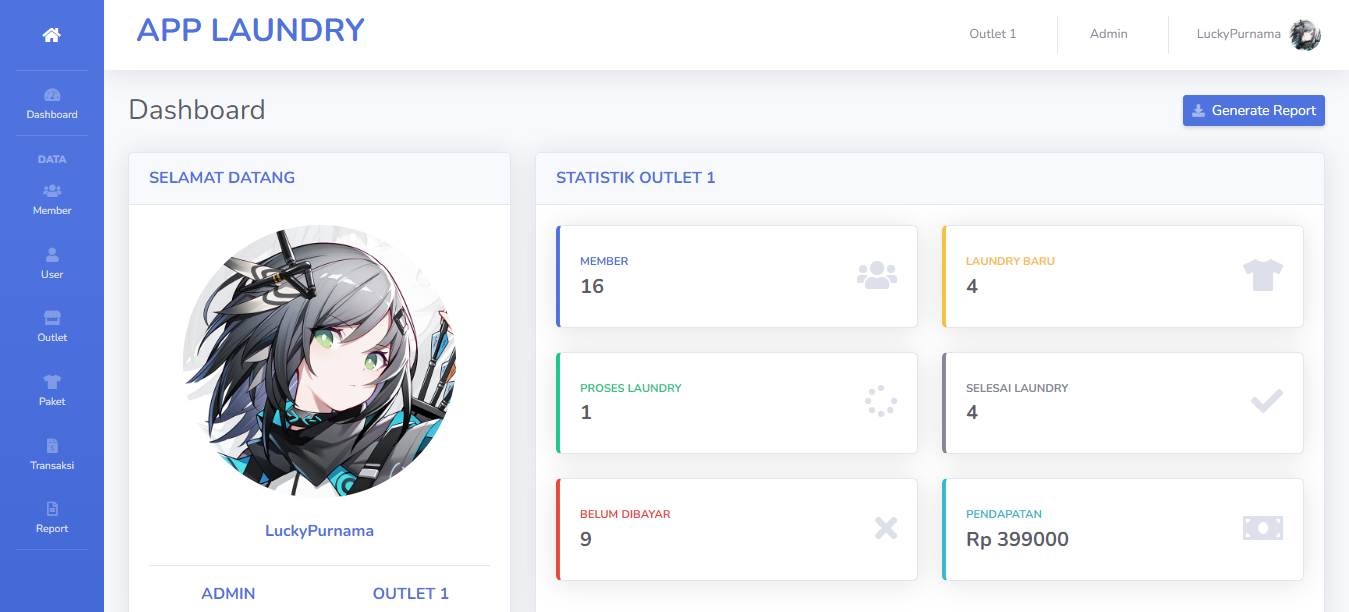 APP LAUNDRY
Outlet 1
Admin
LuckyPurnama
Dashboard
DATA
Member
User
Outlet
Paket
Transaksi
Report
Dashboard
Generate Report
SELAMAT DATANG
LuckyPurnama
ADMIN
OUTLET 1
STATISTIK OUTLET 1
MEMBER
16
LAUNDRY BARU
4
PROSES LAUNDRY
1
SELESAI LAUNDRY
4
BELUM DIBAYAR
9
PENDAPATAN
Rp 399000